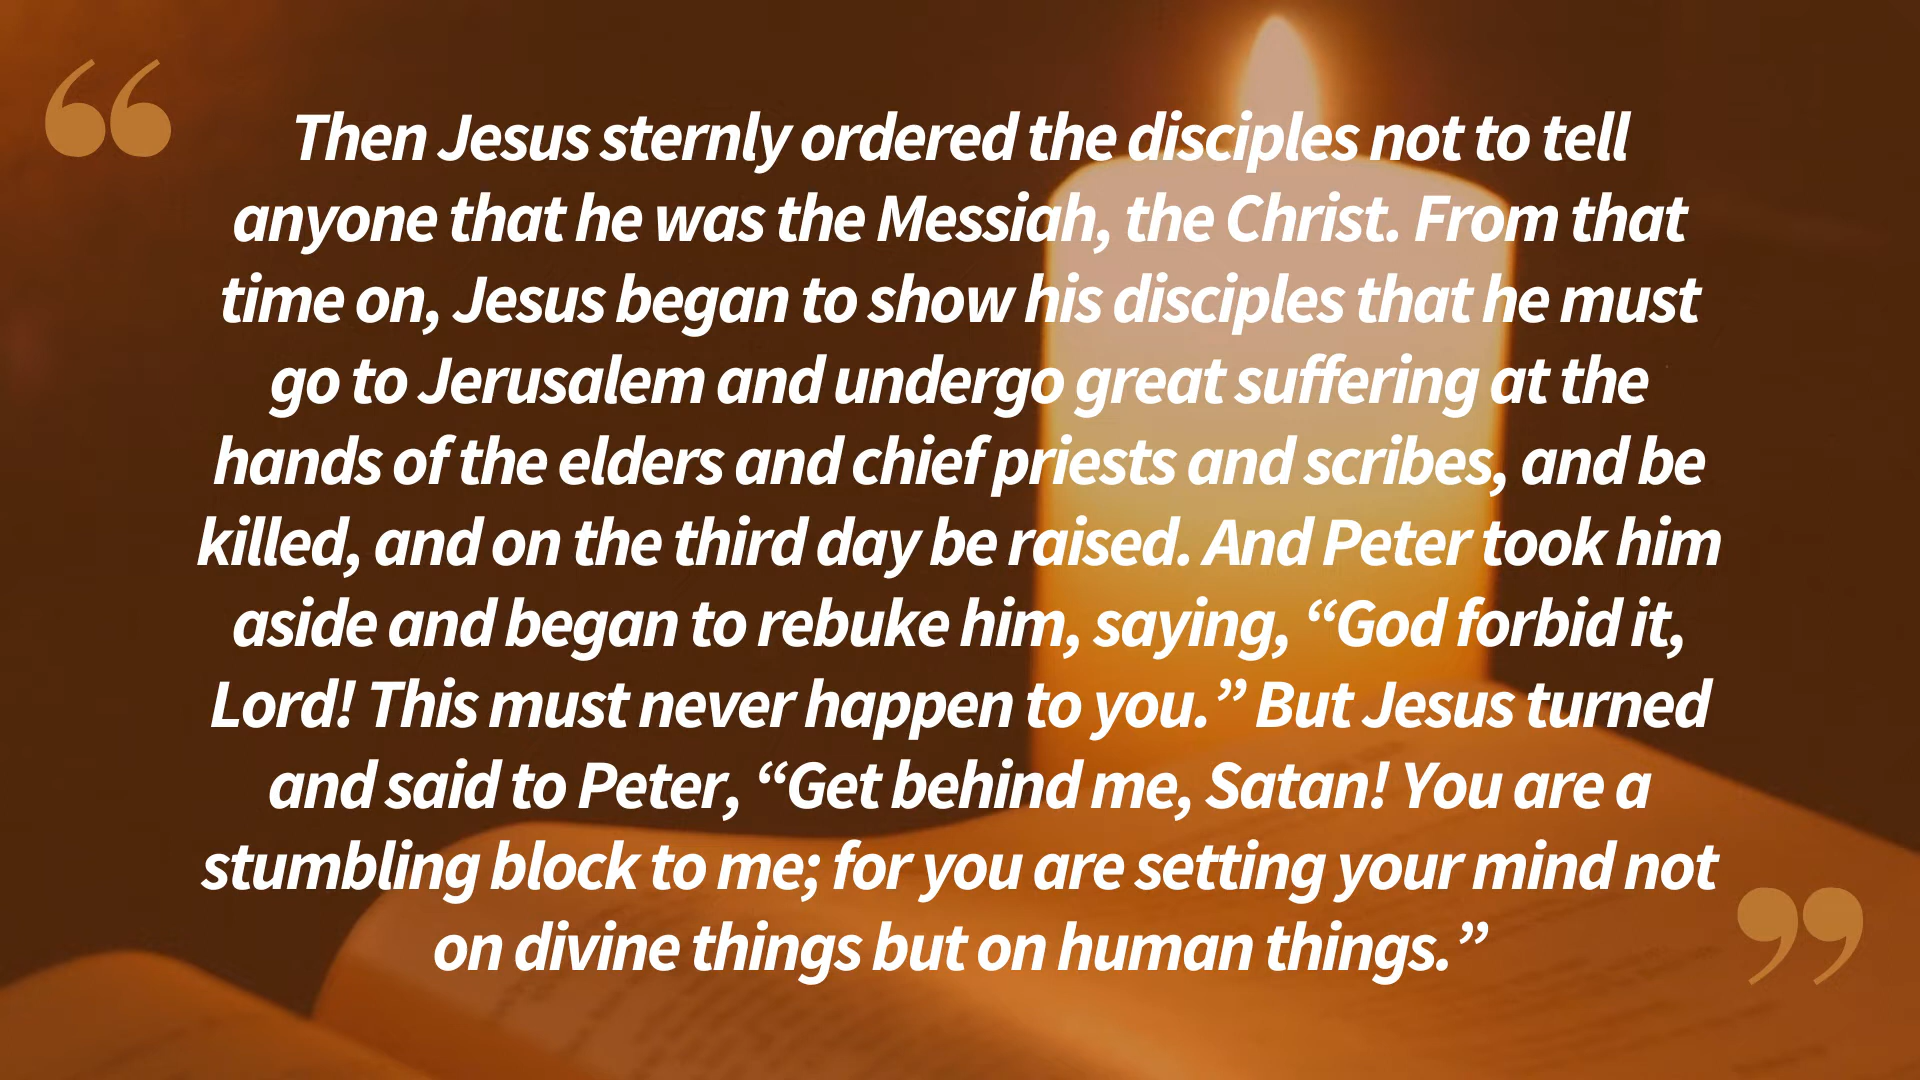 “
Then Jesus sternly ordered the disciples not to tell
anyone that he was the Messiah, the Christ. From that
time on, Jesus began to show his disciples that he must
go to Jerusalem and undergo great suffering at the
hands of the elders and chief priests and scribes, and be
killed, and on the third day be raised. And Peter took him
aside and began to rebuke him, saying, “God forbid it,
Lord! This must never happen to you.” But Jesus turned
and said to Peter, “Get behind me, Satan! You are a
stumbling block to me; for you are setting your mind not
on divine things but on human things.”
”